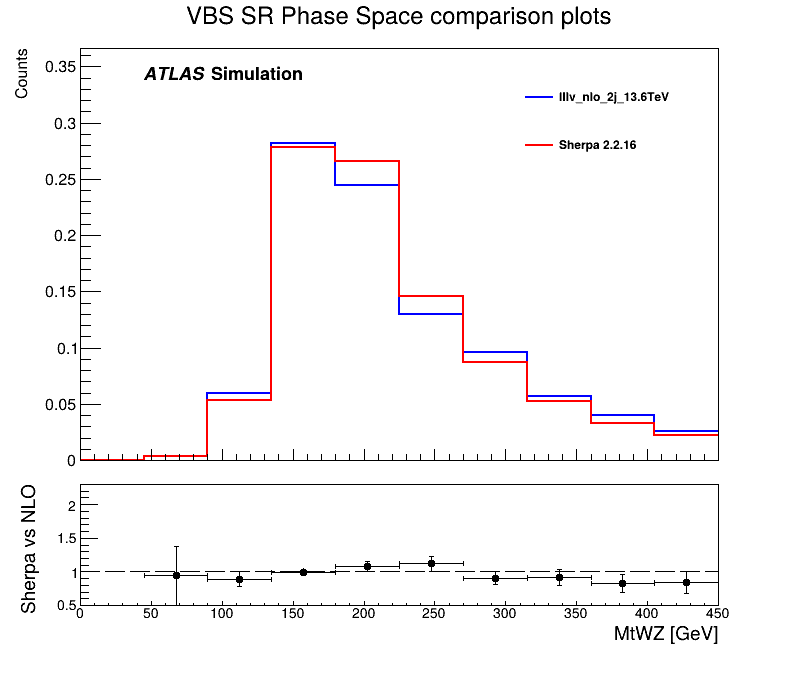 VBS SR Phase Space comparison plots
Counts
ATLAS Simulation
lllv_nlo_2j_13.6TeV
Sherpa 2.2.16
0.35
0.3
0.25
0.2
0.15
0.1
0.05
0
Sherpa vs NLO
2
1.5
1
0.5
0 50 100 150 200 250 300 350 400 450
MtWZ [GeV]